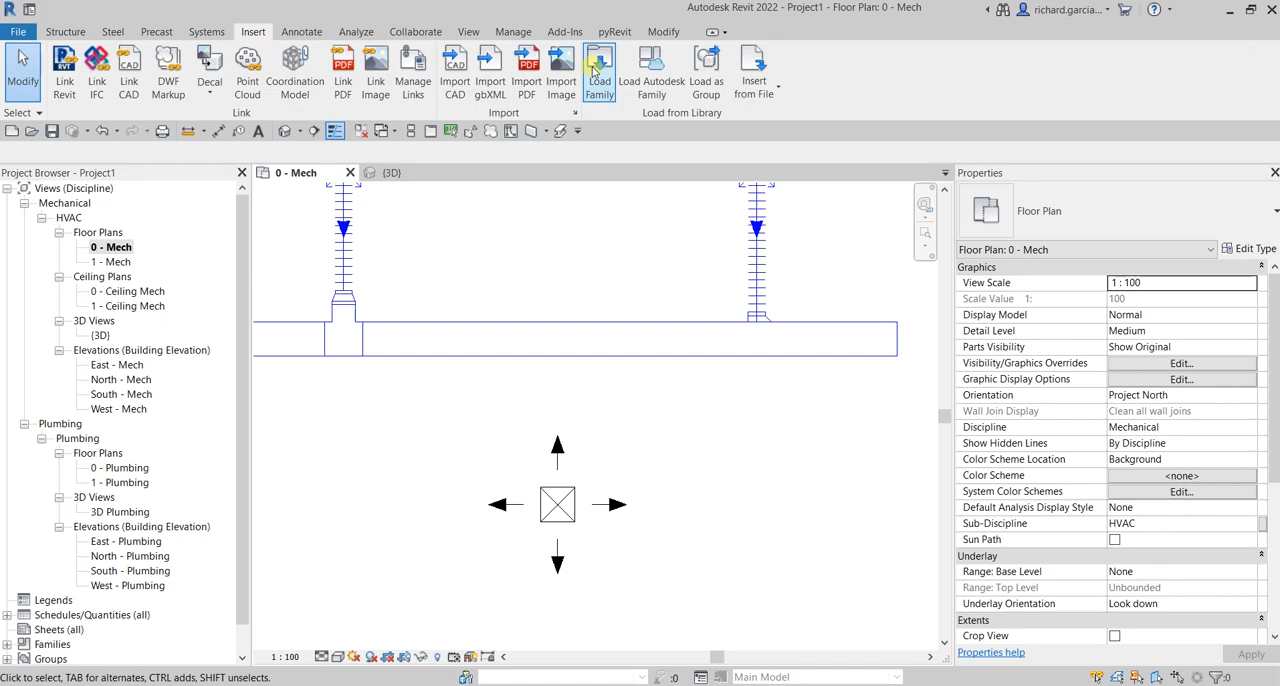 Autodesk Revit 2022 - Project1 - Floor Plan: 0 - Mech
richard.garcia...
File Structure Steel Precast Systems Insert Annotate Analyze Collaborate View Manage Add-Ins pyRevit Modify
Modify
Link Revit
Link IFC
Link CAD
DWF Markup
Decal
Point Cloud
Coordination Model
Link PDF
Link Image
Manage Links
Import CAD
Import gbXML
Import PDF
Import Image
Load Family
Load Autodesk Family
Load as Group
Insert from File
Select Link Import Load from Library
Project Browser - Project1
Views (Discipline)
Mechanical
HVAC
Floor Plans
0 - Mech
1 - Mech
Ceiling Plans
0 - Ceiling Mech
1 - Ceiling Mech
3D Views
{3D}
Elevations (Building Elevation)
East - Mech
North - Mech
South - Mech
West - Mech
Plumbing
Plumbing
Floor Plans
0 - Plumbing
1 - Plumbing
3D Views
3D Plumbing
Elevations (Building Elevation)
East - Plumbing
North - Plumbing
South - Plumbing
West - Plumbing
Legends
Schedules/Quantities (all)
Sheets (all)
Families
Groups
0 - Mech {3D}
1 : 100
Properties
Floor Plan
Floor Plan: 0 - Mech Edit Type
Graphics
View Scale 1 : 100
Scale Value 1: 100
Display Model Normal
Detail Level Medium
Parts Visibility Show Original
Visibility/Graphics Overrides Edit...
Graphic Display Options Edit...
Orientation Project North
Wall Join Display Clean all wall joins
Discipline Mechanical
Show Hidden Lines By Discipline
Color Scheme Location Background
Color Scheme <none>
System Color Schemes Edit...
Default Analysis Display Style None
Sub-Discipline HVAC
Sun Path
Underlay
Range: Base Level None
Range: Top Level Unbounded
Underlay Orientation Look down
Extents
Crop View
Properties help Apply
Click to select, TAB for alternates, CTRL adds, SHIFT unselects. :0 Main Model :0